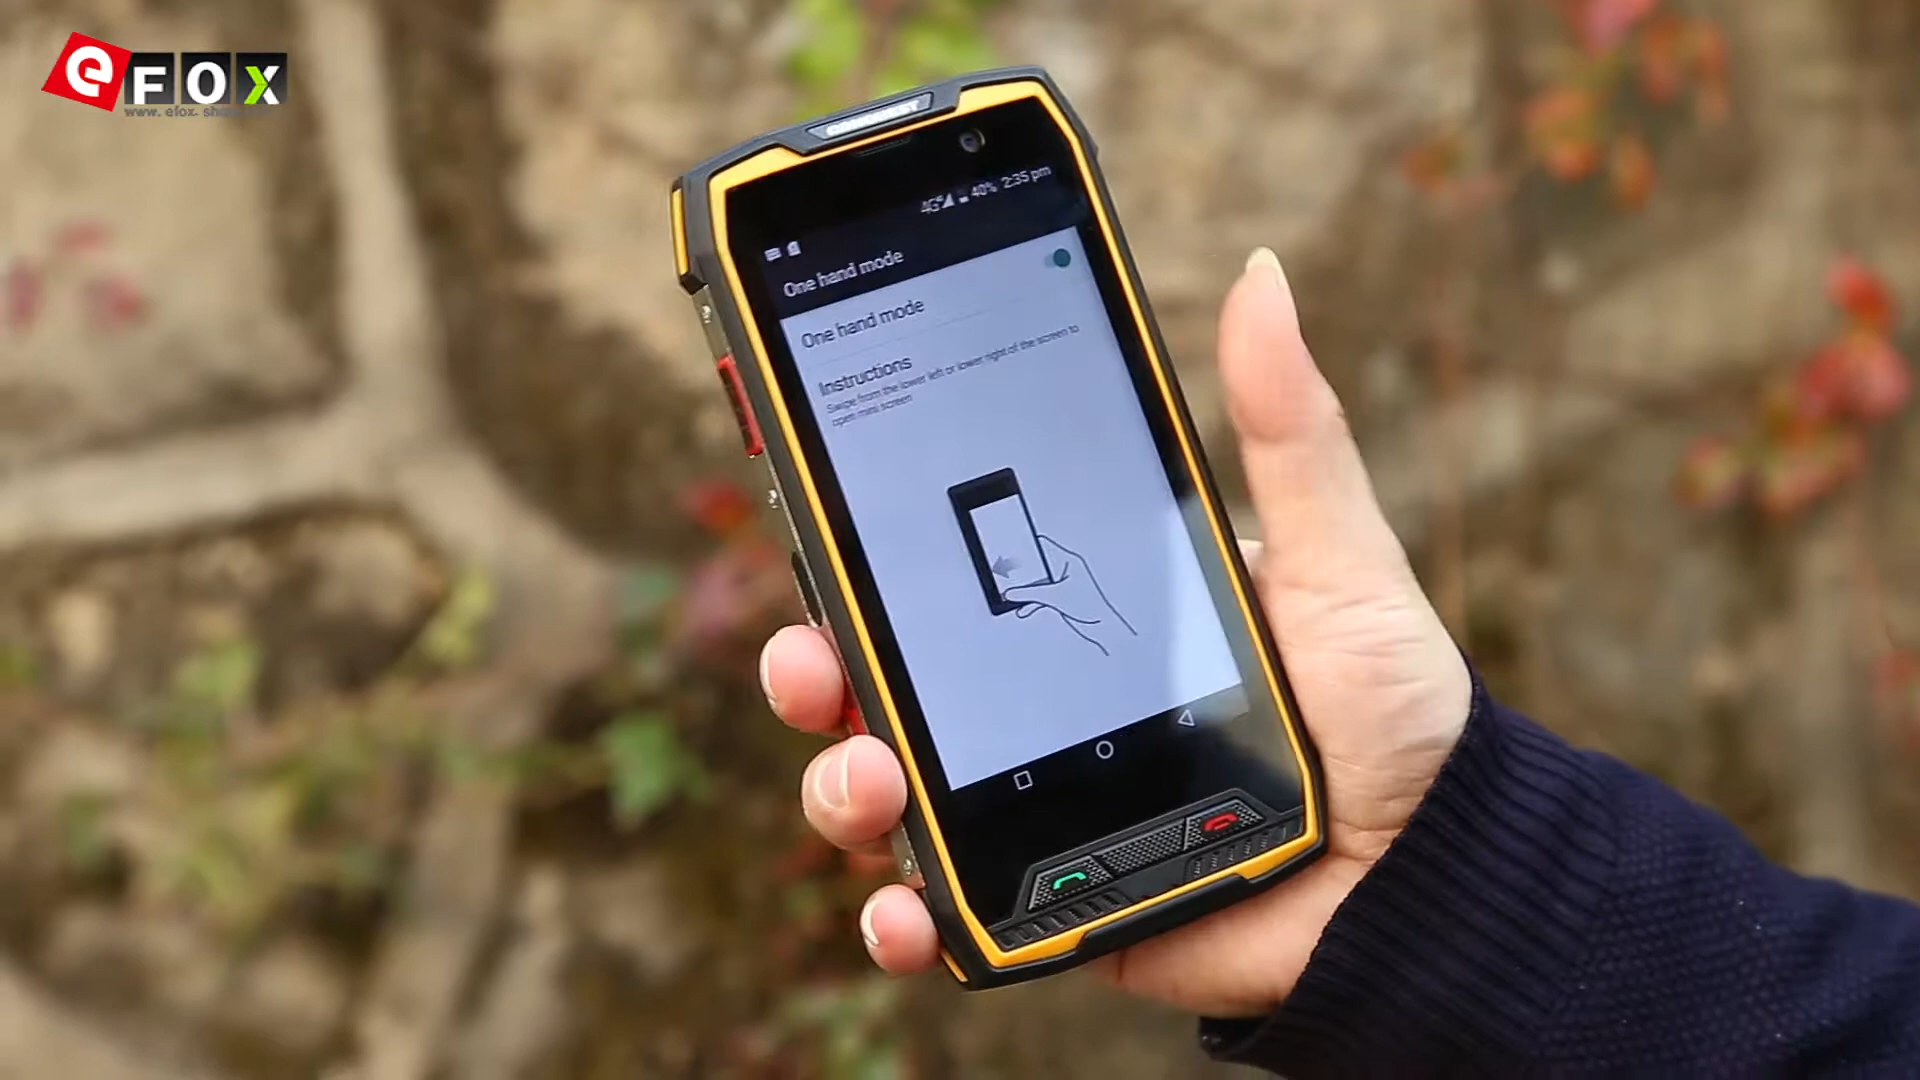 eFOX
4G 40% 2:35 pm
One hand mode
One hand mode
Instructions
Swipe from the lower left or lower right of the screen to
open mini screen